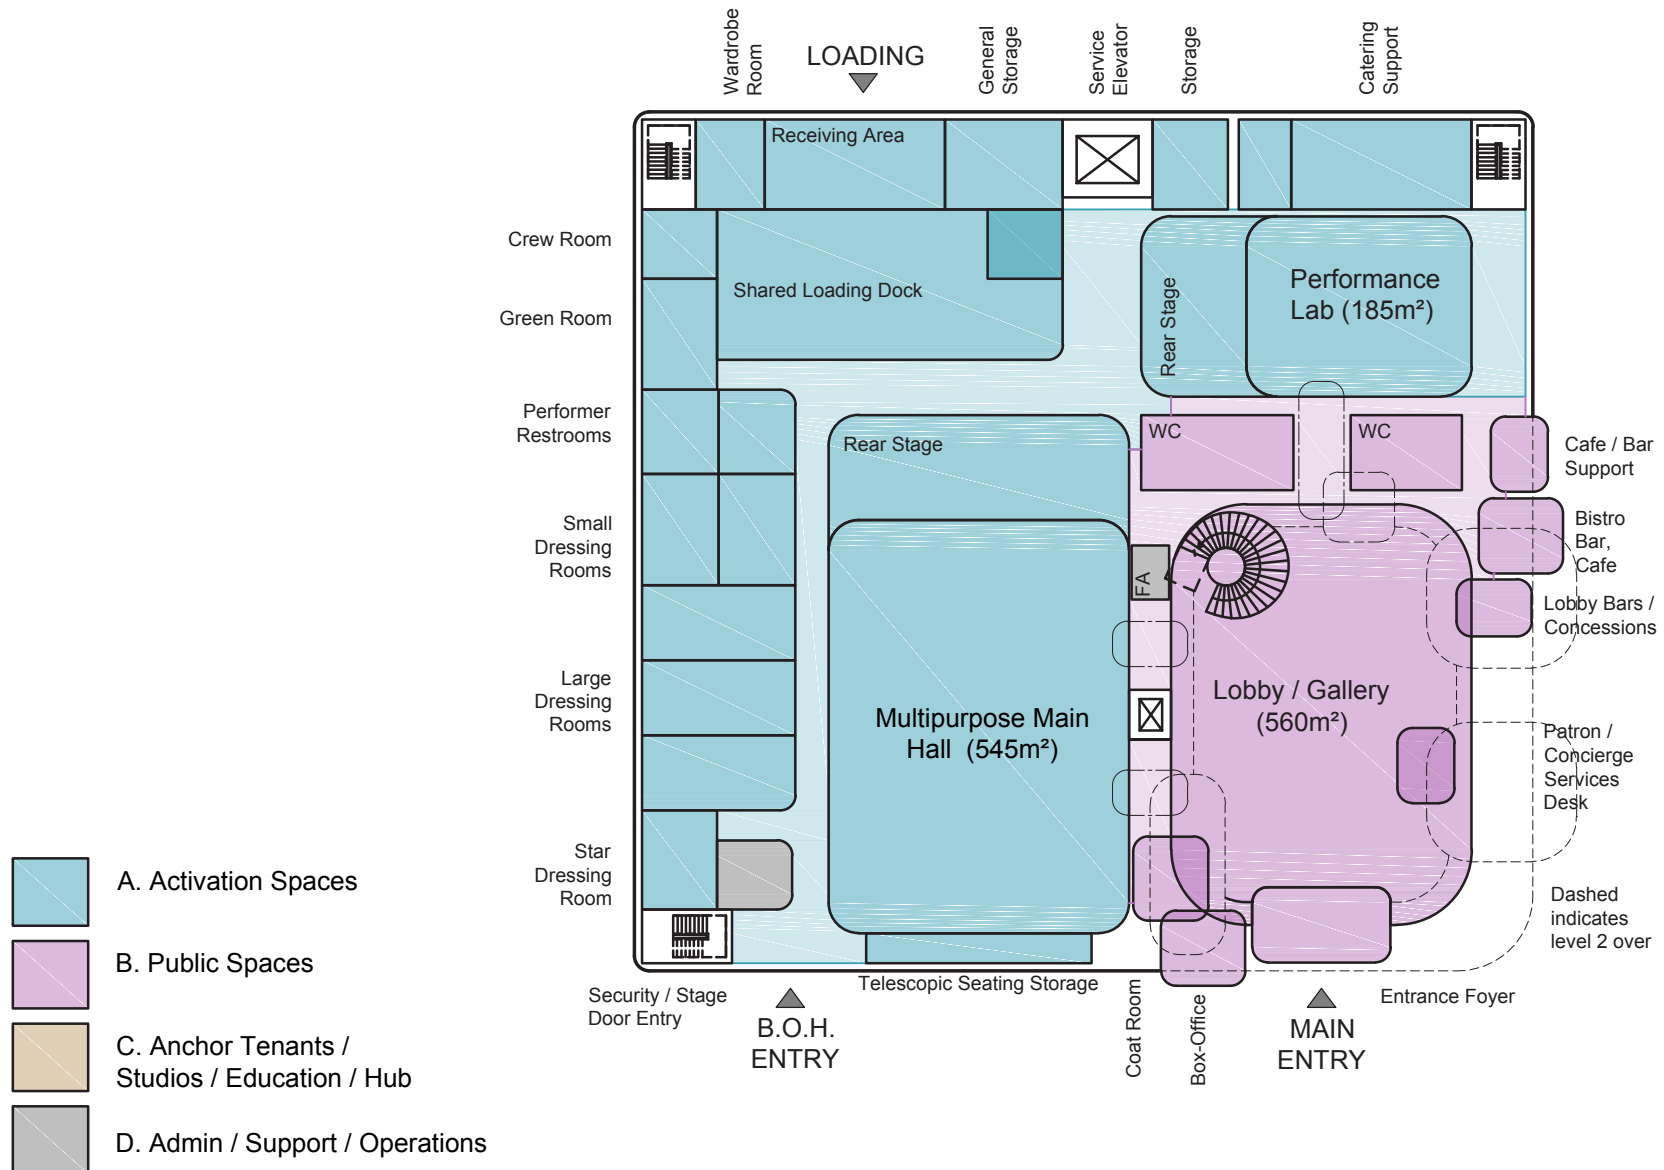 Wardrobe
Room
LOADING
General
Storage
Service
Elevator
Storage
Catering
Support
Receiving Area
Crew Room
Shared Loading Dock
Green Room
Rear Stage
Performance
Lab (185m²)
Performer
Restrooms
Rear Stage
WC
WC
Cafe / Bar
Support
Small
Dressing
Rooms
FA
Bistro
Bar,
Cafe
Lobby Bars /
Concessions
Large
Dressing
Rooms
Multipurpose Main
Hall (545m²)
Lobby / Gallery
(560m²)
Patron /
Concierge
Services
Desk
Star
Dressing
Room
Dashed
indicates
level 2 over
Security / Stage
Door Entry
B.O.H.
ENTRY
Telescopic Seating Storage
Coat Room
Box-Office
MAIN
ENTRY
Entrance Foyer
A. Activation Spaces
B. Public Spaces
C. Anchor Tenants /
Studios / Education / Hub
D. Admin / Support / Operations